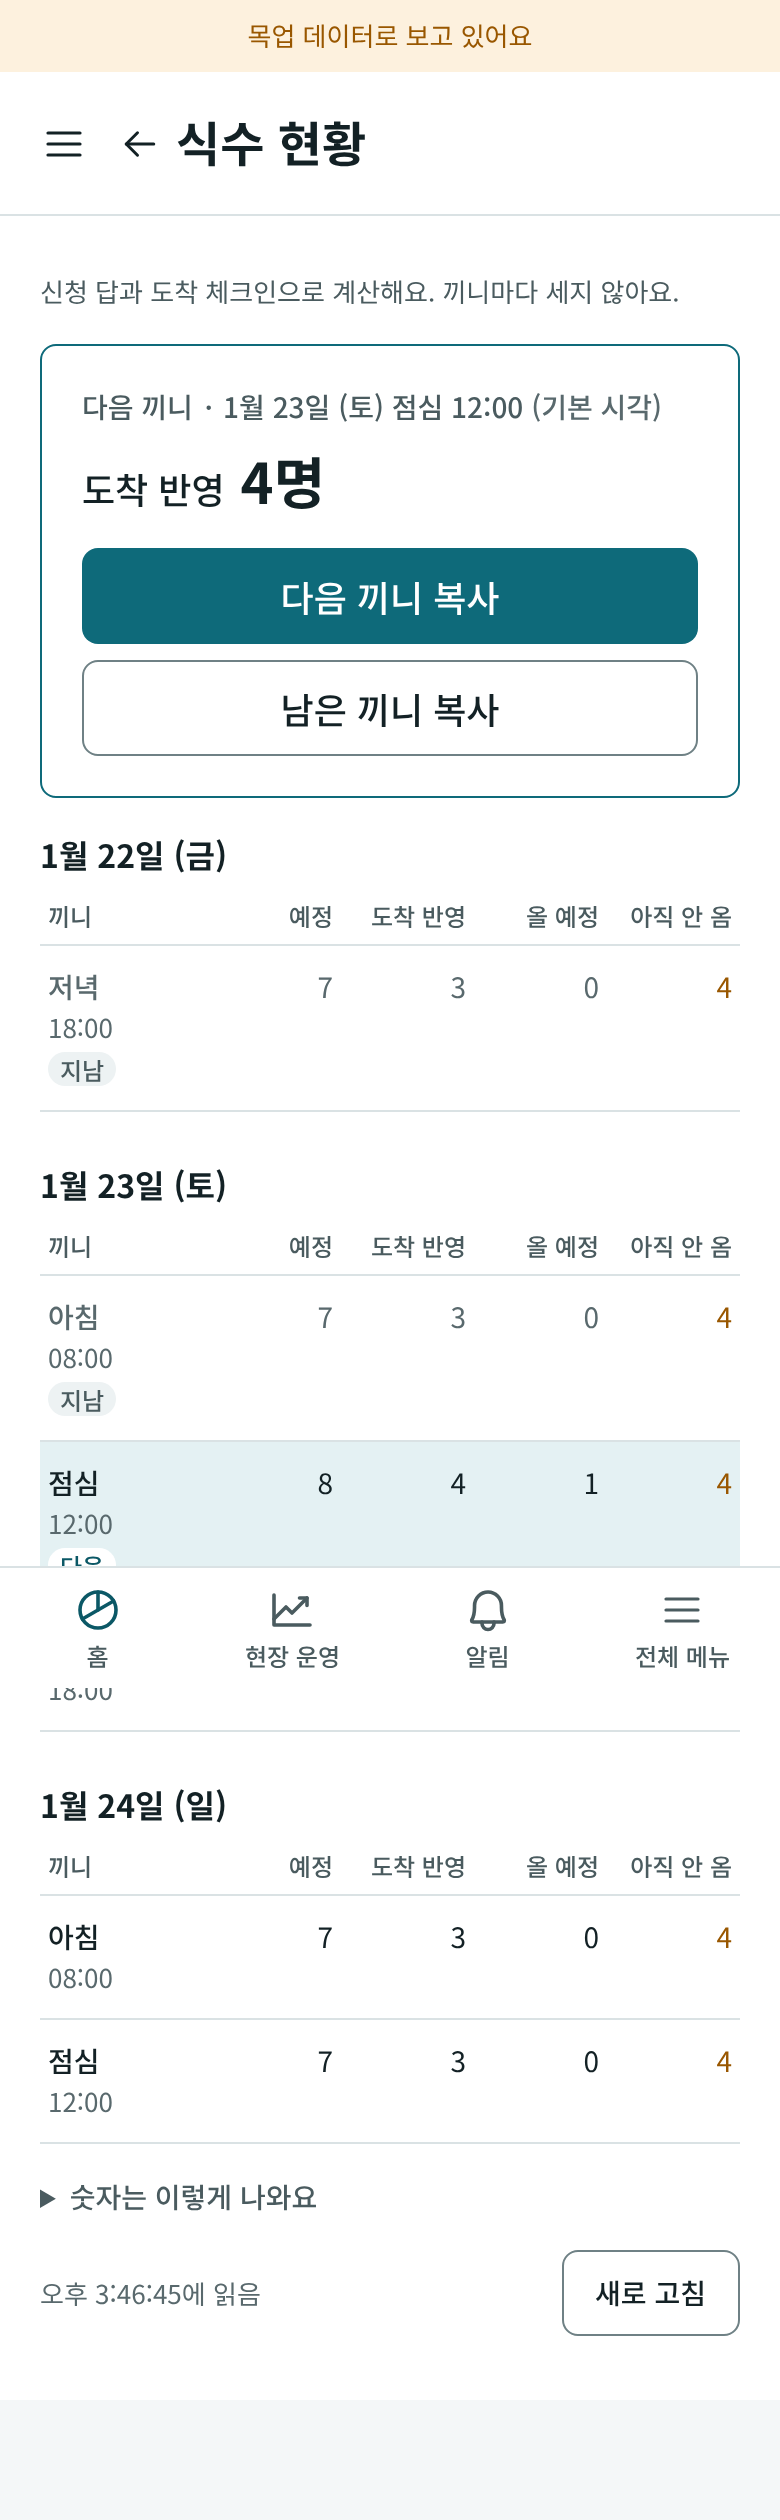 목업 데이터로 보고 있어요
식수 현황
신청 답과 도착 체크인으로 계산해요. 끼니마다 세지 않아요.
다음 끼니 · 1월 23일 (토) 점심 12:00 (기본 시각)
도착 반영 4명
다음 끼니 복사
남은 끼니 복사
1월 22일 (금)
끼니 예정 도착 반영 올 예정 아직 안 옴
저녁 7 3 0 4
18:00
지남
1월 23일 (토)
끼니 예정 도착 반영 올 예정 아직 안 옴
아침 7 3 0 4
08:00
지남
점심 8 4 1 4
12:00
다음
홈 현장 운영 알림 전체 메뉴
18:00
1월 24일 (일)
끼니 예정 도착 반영 올 예정 아직 안 옴
아침 7 3 0 4
08:00
점심 7 3 0 4
12:00
▶ 숫자는 이렇게 나와요
오후 3:46:45에 읽음
새로 고침